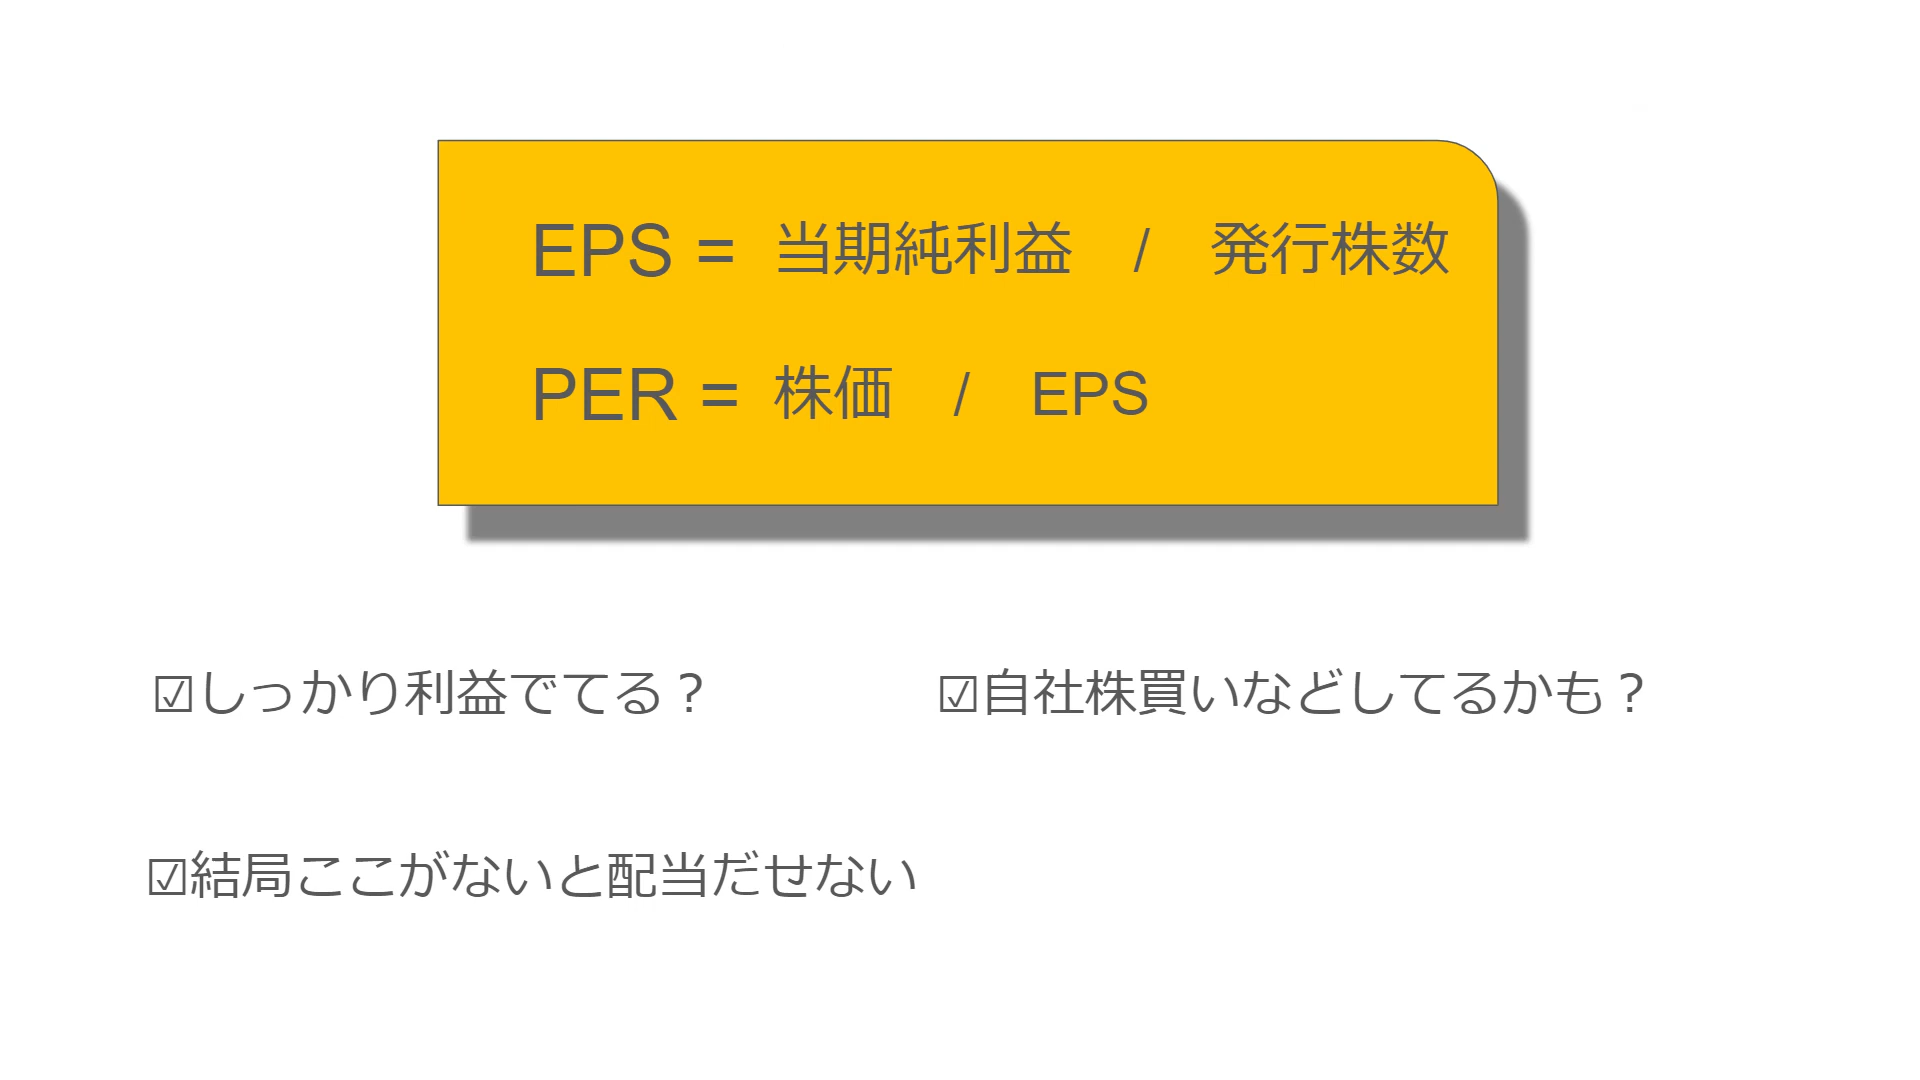 EPS = 当期純利益　/　発行株数
PER = 株価　/　EPS
☑しっかり利益でてる？
☑自社株買いなどしてるかも？
☑結局ここがないと配当だせない